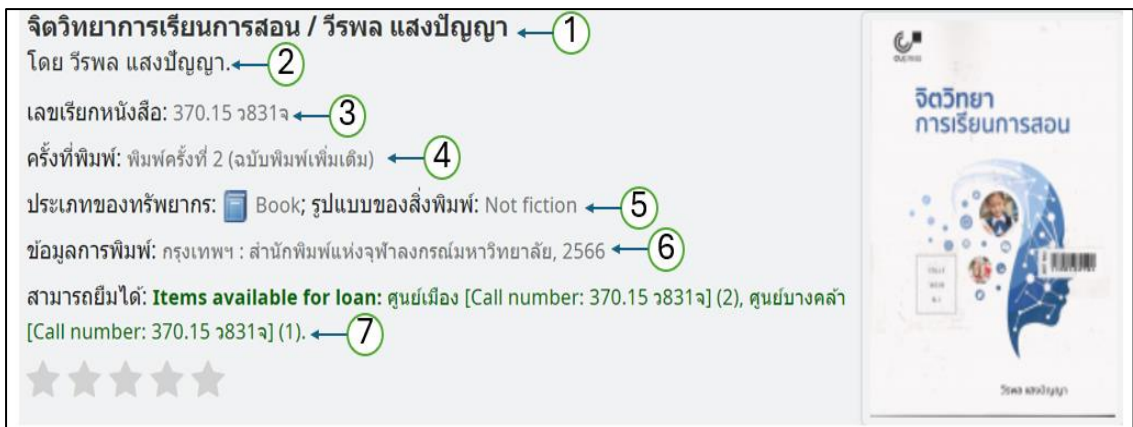 จิตวิทยาการเรียนการสอน / วีรพล แสงปัญญา 1
โดย วีรพล แสงปัญญา. 2
เลขเรียกหนังสือ: 370.15 ว831จ 3
ครั้งที่พิมพ์: พิมพ์ครั้งที่ 2 (ฉบับพิมพ์เพิ่มเติม) 4
ประเภทของทรัพยากร: Book; รูปแบบของสิ่งพิมพ์: Not fiction 5
ข้อมูลการพิมพ์: กรุงเทพฯ : สำนักพิมพ์แห่งจุฬาลงกรณ์มหาวิทยาลัย, 2566 6
สามารถยืมได้: Items available for loan: ศูนย์เมือง [Call number: 370.15 ว831จ] (2), ศูนย์บางคล้า
[Call number: 370.15 ว831จ] (1). 7
จิตวิทยา
การเรียนการสอน
วีรพล แสงปัญญา